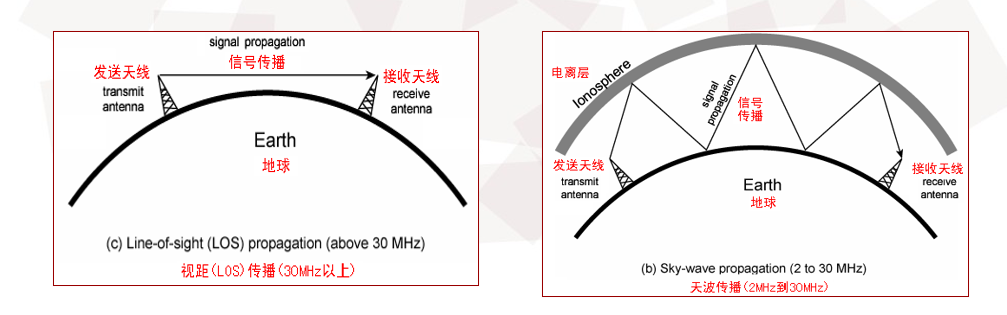 signal propagation
信号传播
发送天线
transmit
antenna
接收天线
receive
antenna
Earth
地球
(c) Line-of-sight (LOS) propagation (above 30 MHz)
视距(LOS)传播(30MHz以上)
电离层
Ionosphere
signal
propagation
信号
传播
发送天线
transmit
antenna
接收天线
receive
antenna
Earth
地球
(b) Sky-wave propagation (2 to 30 MHz)
天波传播(2MHz到30MHz)